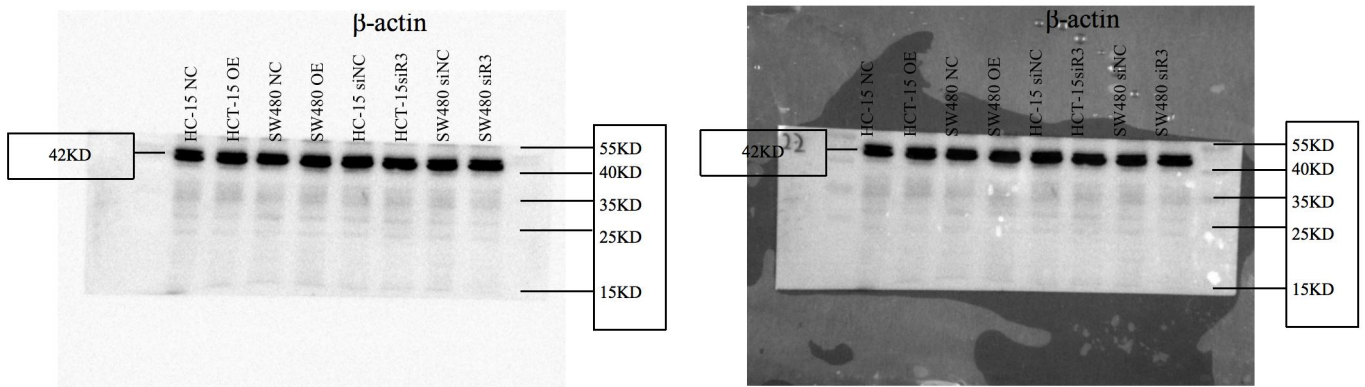 β-actin
HC-15 NC
HCT-15 OE
SW480 NC
SW480 OE
HC-15 siNC
HCT-15siR3
SW480 siNC
SW480 siR3
42KD
55KD
40KD
35KD
25KD
15KD
β-actin
HC-15 NC
HCT-15 OE
SW480 NC
SW480 OE
HC-15 siNC
HCT-15siR3
SW480 siNC
SW480 siR3
42KD
55KD
40KD
35KD
25KD
15KD